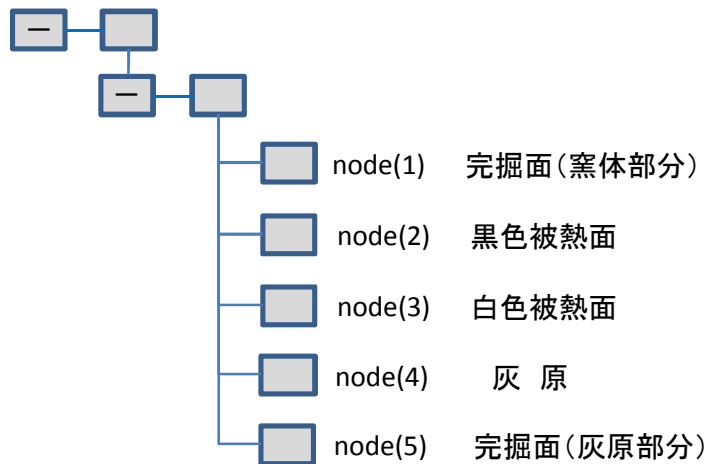 node(1) 完掘面(窯体部分)
node(2) 黒色被熱面
node(3) 白色被熱面
node(4) 灰 原
node(5) 完掘面(灰原部分)